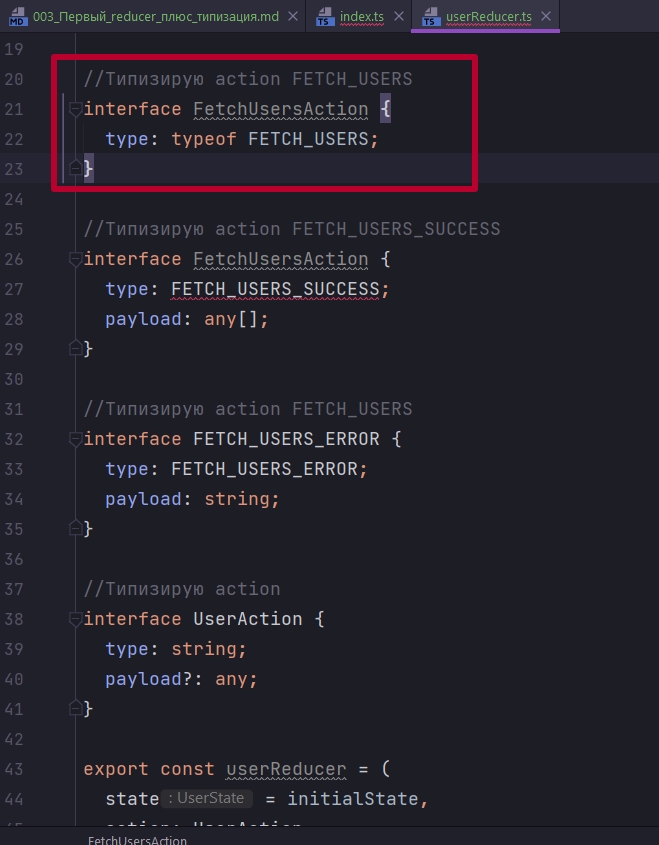 MD 003_Первый_reducer_плюс_типизация.md × TS index.ts × TS userReducer.ts ×
19
20 //Типизирую action FETCH_USERS
21 interface FetchUsersAction {
22 type: typeof FETCH_USERS;
23 }
24
25 //Типизирую action FETCH_USERS_SUCCESS
26 interface FetchUsersAction {
27 type: FETCH_USERS_SUCCESS;
28 payload: any[];
29 }
30
31 //Типизирую action FETCH_USERS
32 interface FETCH_USERS_ERROR {
33 type: FETCH_USERS_ERROR;
34 payload: string;
35 }
36
37 //Типизирую action
38 interface UserAction {
39 type: string;
40 payload?: any;
41 }
42
43 export const userReducer = (
44 state : UserState = initialState,
45 action: UserAction
FetchUsersAction